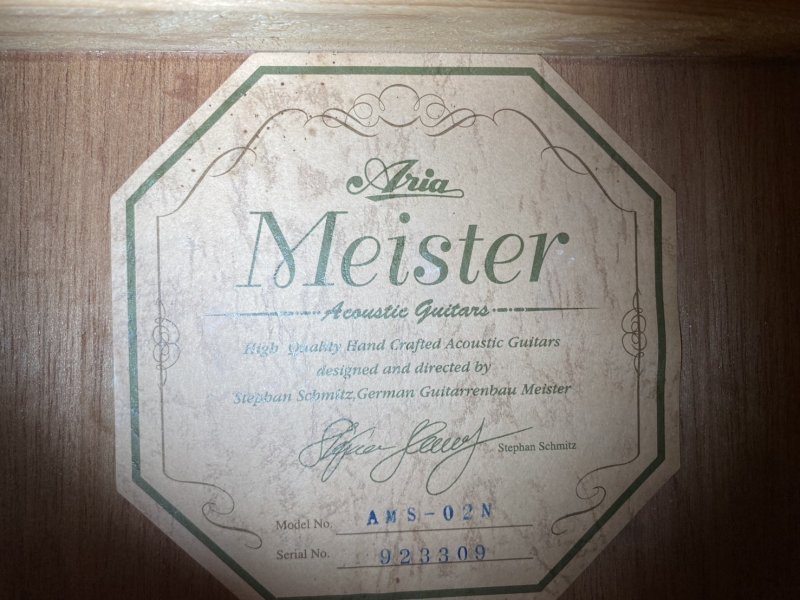 Aria
Meister
Acoustic Guitars
High Quality Hand Crafted Acoustic Guitars
designed and directed by
Stephan Schmitz,German Guitarrenbau Meister
Stephan Schmitz
Model No. AMS-02N
Serial No. 923309